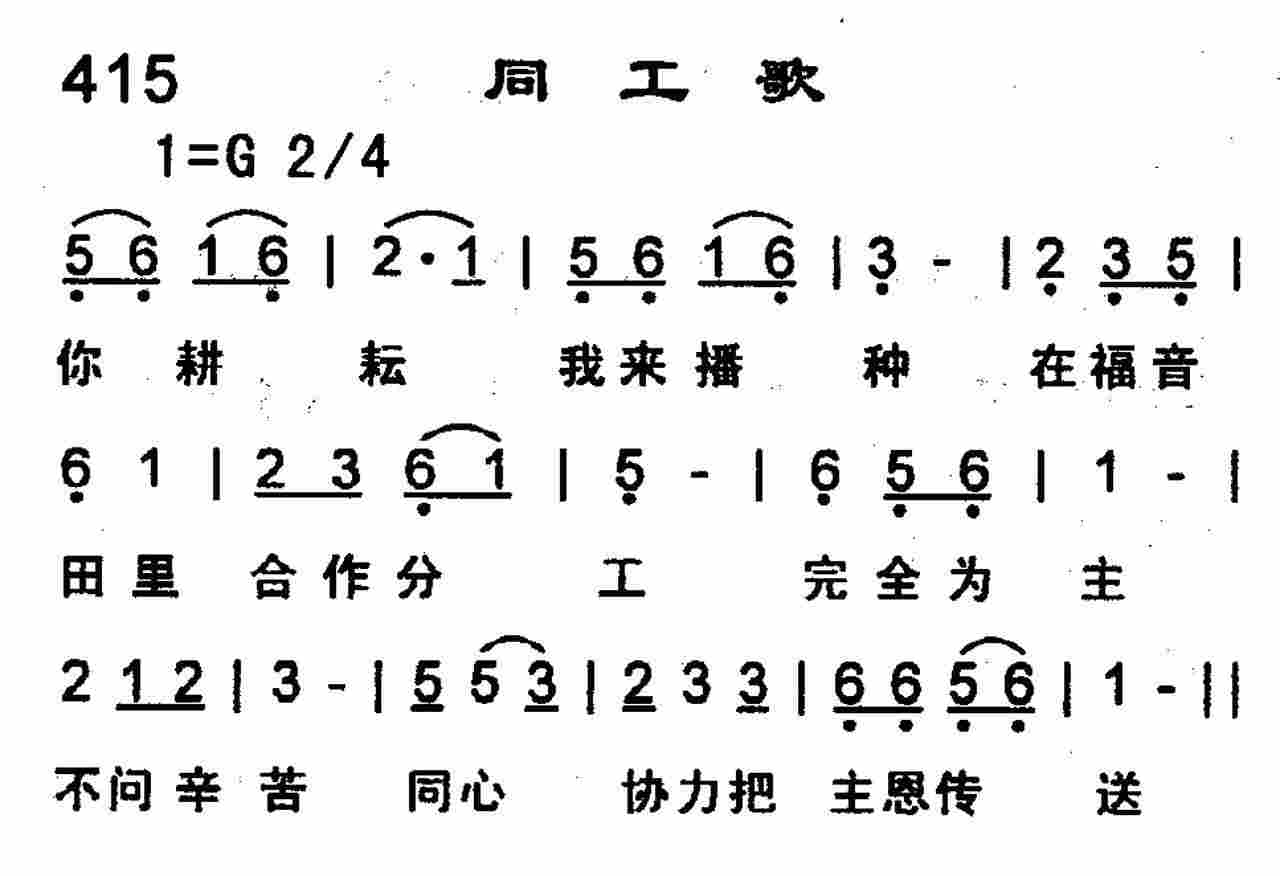 415 同工歌
1=G 2/4
5 6 1 6 | 2 · 1 | 5 6 1 6 | 3 - | 2 3 5 |
你 耕 耘 我来播 种 在福音
6 1 | 2 3 6 1 | 5 - | 6 5 6 | 1 - |
田里 合作分 工 完全为 主
2 1 2 | 3 - | 5 5 3 | 2 3 3 | 6 6 5 6 | 1 - ||
不问辛 苦 同心 协力把 主恩传 送